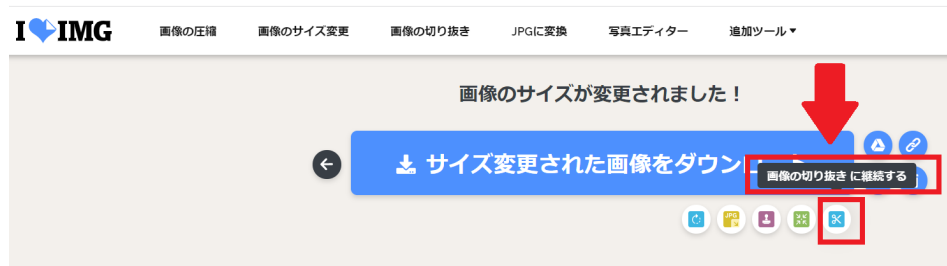 I IMG
画像の圧縮 画像のサイズ変更 画像の切り抜き JPGに変換 写真エディター 追加ツール
画像のサイズが変更されました！
サイズ変更された画像をダウン
画像の切り抜き に継続する
JPG